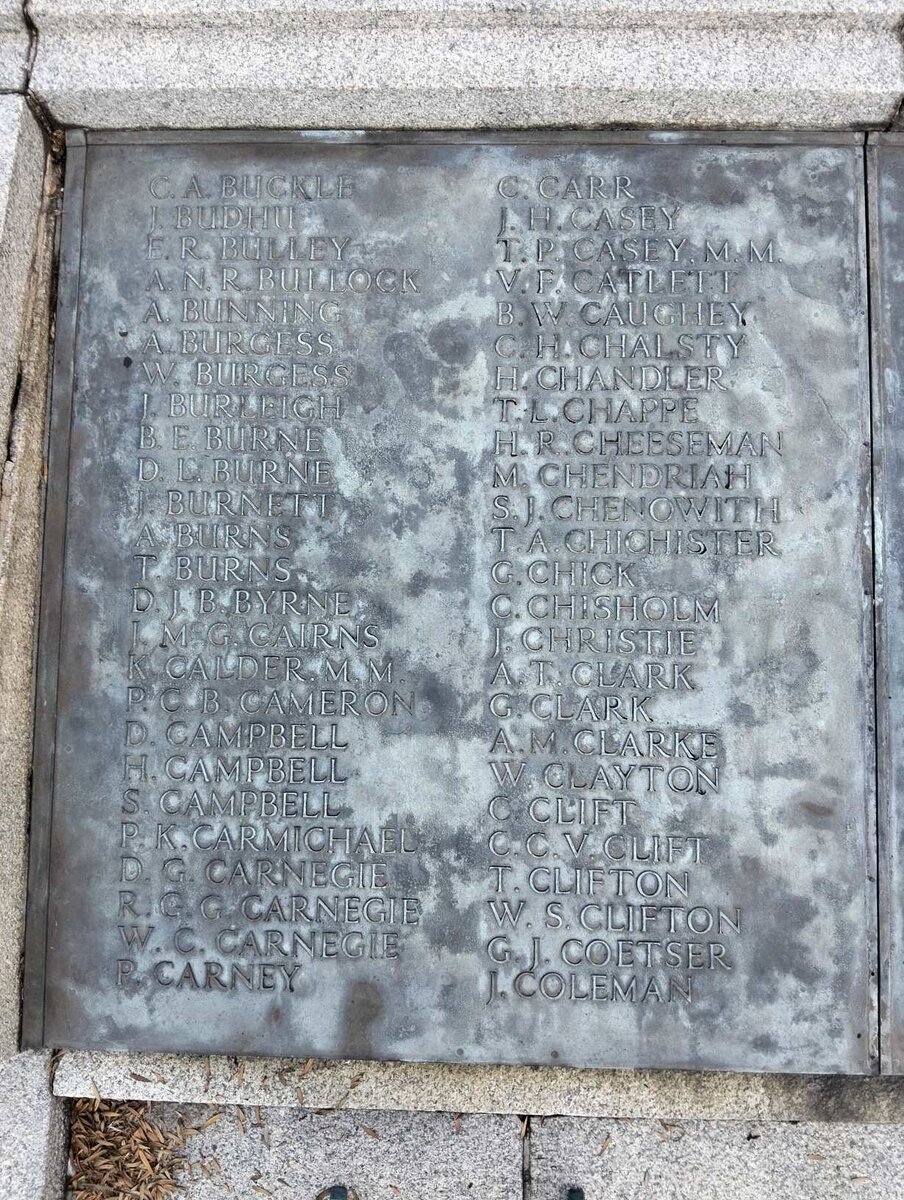 C. A. BUCKLE
J. BUDHU
E. R. BULLEY
A. N. R. BULLOCK
A. BUNNING
A. BURGESS
W. BURGESS
J. BURLEIGH
B. E. BURNE
D. L. BURNE
J. BURNETT
A. BURNS
T. BURNS
D. J. B. BYRNE
J. MC G. CAIRNS
K. CALDER. M. M.
P. C. B. CAMERON
D. CAMPBELL
H. CAMPBELL
S. CAMPBELL
P. K. CARMICHAEL
D. G. CARNEGIE
R. G. G. CARNEGIE
W. C. CARNEGIE
P. CARNEY
C. CARR
J. H. CASEY
T. P. CASEY. M. M.
V. F. CATLETT
B. W. CAUGHEY
C. H. CHALSTY
H. CHANDLER
T. L. CHAPPE
H. R. CHEESEMAN
M. CHENDRIAH
S. J. CHENOWITH
T. A. CHICHISTER
G. CHICK
C. CHISHOLM
J. CHRISTIE
A. T. CLARK
G. CLARK
A. M. CLARKE
W. CLAYTON
C. CLIFT
C. C. V. CLIFT
T. CLIFTON
W. S. CLIFTON
G. J. COETSER
J. COLEMAN